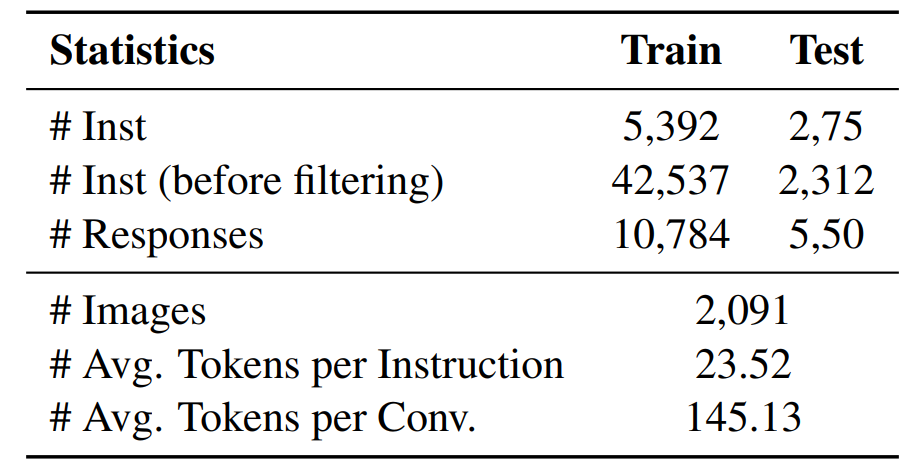 Statistics Train Test
# Inst 5,392 2,75
# Inst (before filtering) 42,537 2,312
# Responses 10,784 5,50
# Images 2,091
# Avg. Tokens per Instruction 23.52
# Avg. Tokens per Conv. 145.13